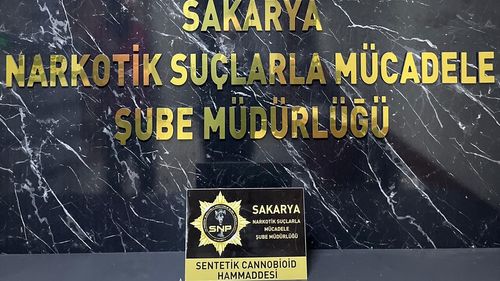 SAKARYA
NARKOTİK SUÇLARLA MÜCADELE
ŞUBE MÜDÜRLÜĞÜ
SNP
SAKARYA
NARKOTİK SUÇLARLA
MÜCADELE
ŞUBE MÜDÜRLÜĞÜ
SENTETİK CANNOBİOİD
HAMMADDESİ